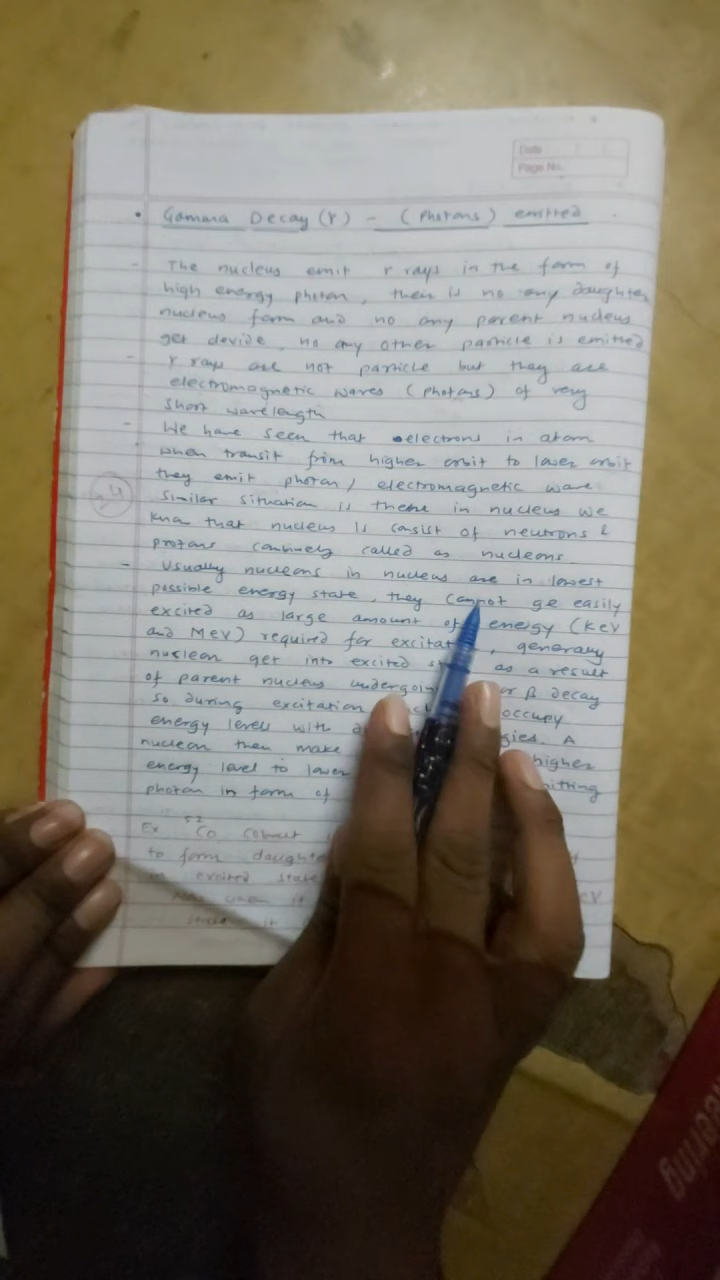 Date
Page No.
• Gamma Decay (γ) - (Photons) emitted
- The nucleus emit γ rays in the form of
high energy photon, there is no any daughter
nucleus form and no any parent nucleus
get devide, no any other particle is emitted
- γ rays are not particle but they are
electromagnetic waves (photons) of very
short wavelength
- We have seen that electrons in atom
when transit from higher orbit to lower orbit
they emit photon / electromagnetic wave
similar situation is there in nucleus we
know that nucleus is consist of neutrons &
protons called as nucleons
- Usually nucleons in nucleus are in lowest
possible energy state, they cannot ge easily
excited as large amount of energy (KeV
and MeV) required for , generally
nucleon get into excited as a result
of parent nucleus or β decay
so during excitation occupy
energy levels with A
nucleon then make higher
energy level to lower
photon in form of
Ex Co
to form
in excited state
when it
it
neering